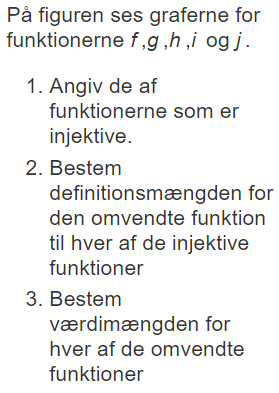 På figuren ses graferne for
funktionerne f ,g ,h ,i og j .
1. Angiv de af
funktionerne som er
injektive.
2. Bestem
definitionsmængden for
den omvendte funktion
til hver af de injektive
funktioner
3. Bestem
værdimængden for
hver af de omvendte
funktioner